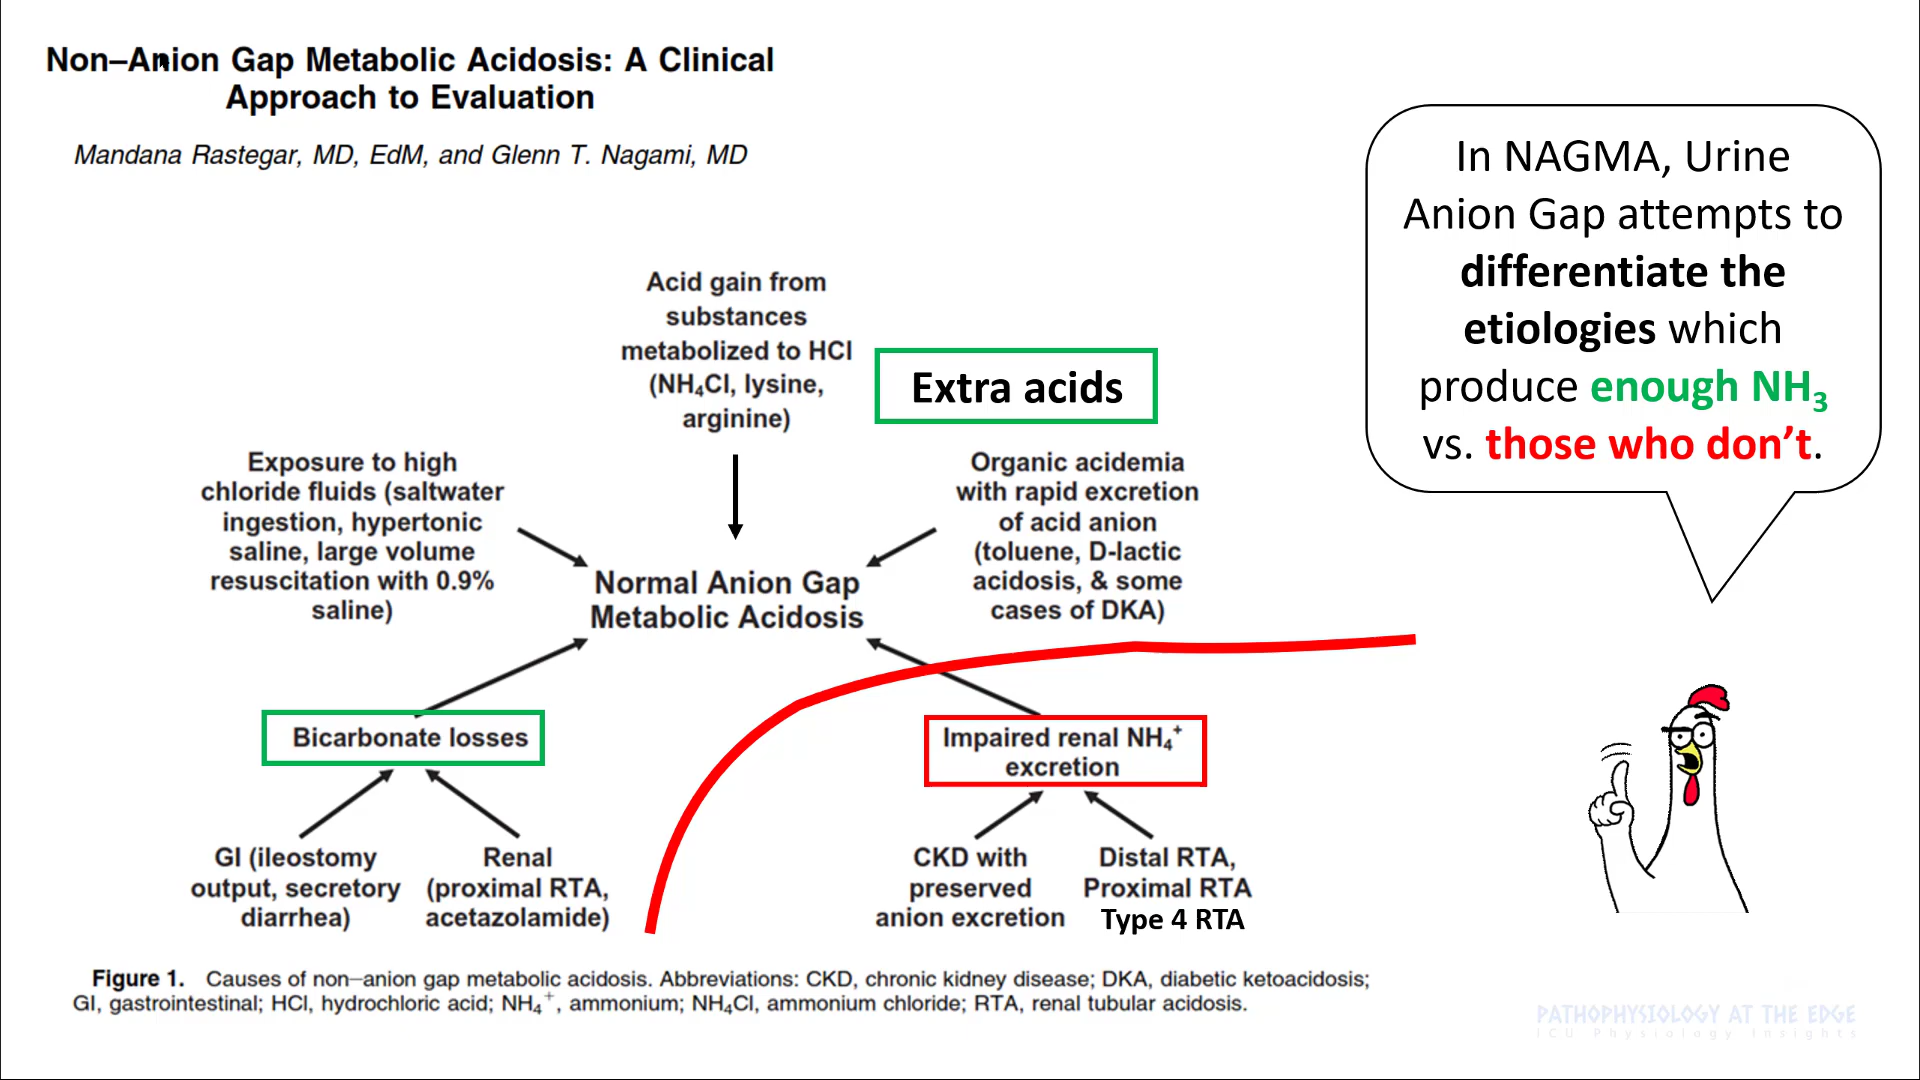 Non–Anion Gap Metabolic Acidosis: A Clinical
Approach to Evaluation
Mandana Rastegar, MD, EdM, and Glenn T. Nagami, MD
In NAGMA, Urine
Anion Gap attempts to
differentiate the
etiologies which
produce enough NH₃
vs. those who don't.
Acid gain from
substances
metabolized to HCl
(NH₄Cl, lysine,
arginine)
Extra acids
Exposure to high
chloride fluids (saltwater
ingestion, hypertonic
saline, large volume
resuscitation with 0.9%
saline)
Organic acidemia
with rapid excretion
of acid anion
(toluene, D-lactic
acidosis, & some
cases of DKA)
Normal Anion Gap
Metabolic Acidosis
Bicarbonate losses
Impaired renal NH₄⁺
excretion
GI (ileostomy
output, secretory
diarrhea)
Renal
(proximal RTA,
acetazolamide)
CKD with
preserved
anion excretion
Distal RTA,
Proximal RTA
Type 4 RTA
Figure 1. Causes of non–anion gap metabolic acidosis. Abbreviations: CKD, chronic kidney disease; DKA, diabetic ketoacidosis;
GI, gastrointestinal; HCl, hydrochloric acid; NH₄⁺, ammonium; NH₄Cl, ammonium chloride; RTA, renal tubular acidosis.
PATHOPHYSIOLOGY AT THE EDGE
ICU Physiology Insights